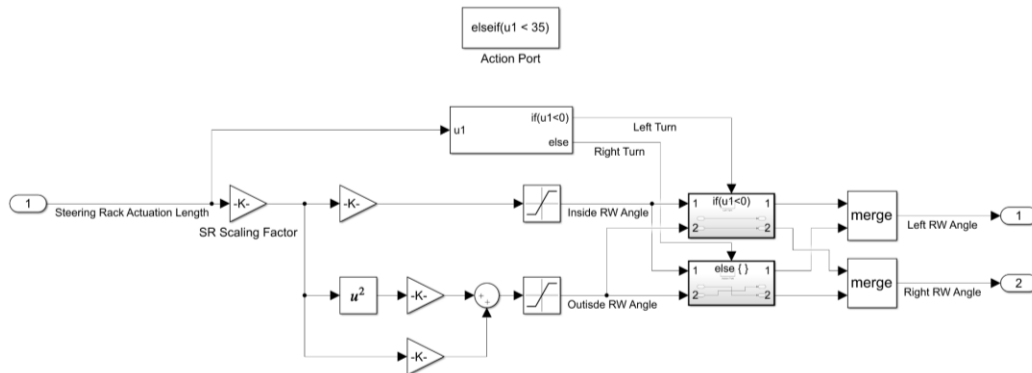 elseif(u1 < 35)
Action Port
u1
if(u1<0)
else
Left Turn
Right Turn
1
Steering Rack Actuation Length
-K-
SR Scaling Factor
-K-
Inside RW Angle
1
if(u1<0)
1
2
2
merge
Left RW Angle
1
u²
-K-
+
+
Outisde RW Angle
1
else { }
1
2
2
merge
Right RW Angle
2
-K-